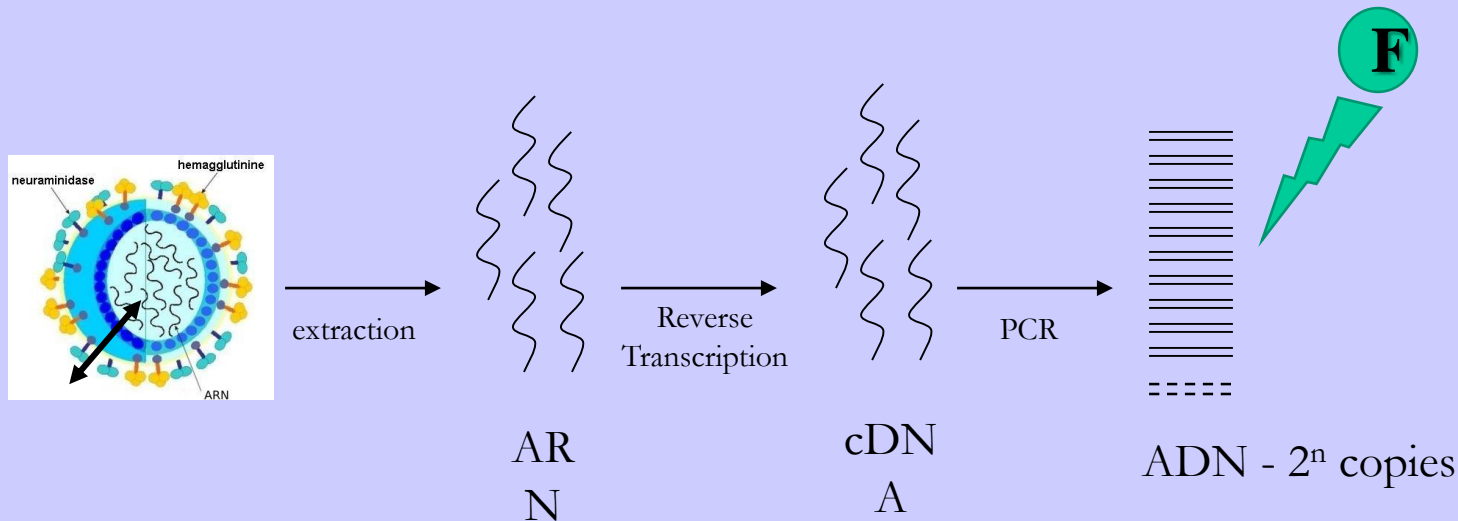 F
hemagglutinine
neuraminidase
ARN
extraction
Reverse
Transcription
PCR
AR
N
cDN
A
ADN - 2ⁿ copies